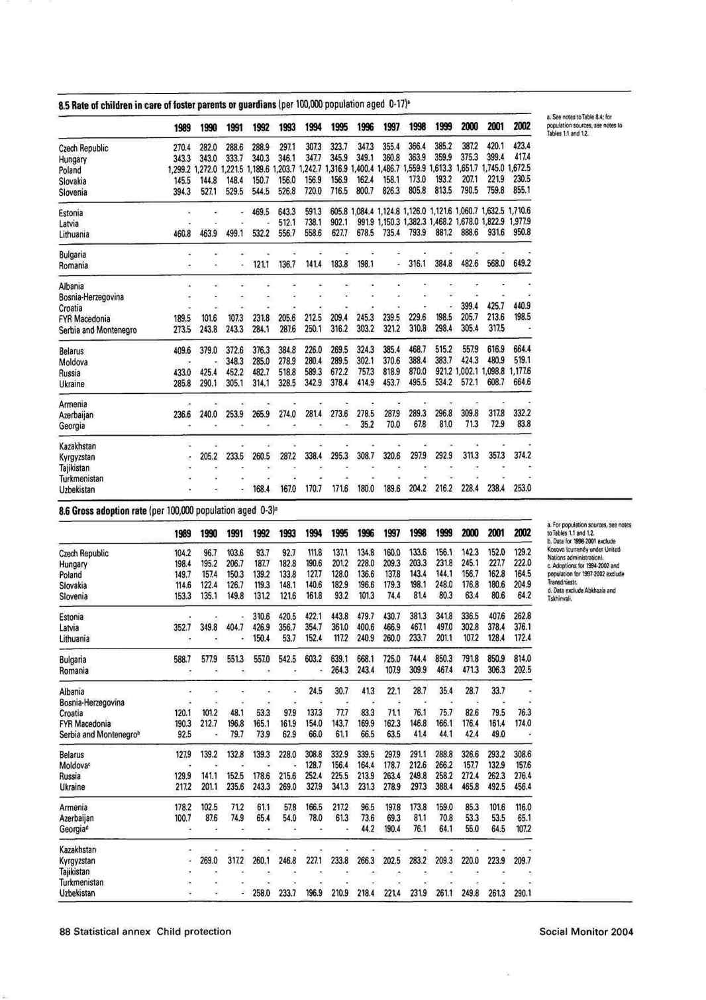 8.5 Rate of children in care of foster parents or guardians (per 100,000 population aged 0-17)ᵃ
1989 1990 1991 1992 1993 1994 1995 1996 1997 1998 1999 2000 2001 2002
Czech Republic 270.4 282.0 288.6 288.9 297.1 307.3 323.7 347.3 355.4 366.4 385.2 387.2 420.1 423.4
Hungary 343.3 343.0 333.7 340.3 346.1 347.7 345.9 349.1 360.8 363.9 359.9 375.3 399.4 417.4
Poland 1,299.2 1,272.0 1,221.5 1,189.6 1,203.7 1,242.7 1,316.9 1,400.4 1,486.7 1,559.9 1,613.3 1,651.7 1,745.0 1,672.5
Slovakia 145.5 144.8 148.4 150.7 156.0 156.9 156.9 162.4 158.1 173.0 193.2 207.1 221.9 230.5
Slovenia 394.3 527.1 529.5 544.5 526.8 720.0 716.5 800.7 826.3 805.8 813.5 790.5 759.8 855.1
Estonia - - - 469.5 643.3 591.3 605.8 1,084.4 1,124.8 1,126.0 1,121.6 1,060.7 1,632.5 1,710.6
Latvia - - - - 512.1 738.1 902.1 991.9 1,150.3 1,382.3 1,468.2 1,678.0 1,822.9 1,977.9
Lithuania 460.8 463.9 499.1 532.2 556.7 558.6 627.7 678.5 735.4 793.9 881.2 888.6 931.6 950.8
Bulgaria - - - - - - - - - - - - - -
Romania - - - 121.1 136.7 141.4 183.8 198.1 - 316.1 384.8 482.6 568.0 649.2
Albania - - - - - - - - - - - - - -
Bosnia-Herzegovina - - - - - - - - - - - - - -
Croatia - - - - - - - - - - - 399.4 425.7 440.9
FYR Macedonia 189.5 101.6 107.3 231.8 205.6 212.5 209.4 245.3 239.5 229.6 198.5 205.7 213.6 198.5
Serbia and Montenegro 273.5 243.8 243.3 284.1 287.6 250.1 316.2 303.2 321.2 310.8 298.4 305.4 317.5 -
Belarus 409.6 379.0 372.6 376.3 384.8 226.0 269.5 324.3 385.4 468.7 515.2 557.9 616.9 664.4
Moldova - - 348.3 285.0 278.9 280.4 289.5 302.1 370.6 388.4 383.7 424.3 480.9 519.1
Russia 433.0 425.4 452.2 482.7 518.8 589.3 672.2 757.3 818.9 870.0 921.2 1,002.1 1,098.8 1,177.6
Ukraine 285.8 290.1 305.1 314.1 328.5 342.9 378.4 414.9 453.7 495.5 534.2 572.1 608.7 664.6
Armenia - - - - - - - - - - - - - -
Azerbaijan 236.6 240.0 253.9 265.9 274.0 281.4 273.6 278.5 287.9 289.3 296.8 309.8 317.8 332.2
Georgia - - - - - - - 35.2 70.0 67.8 81.0 71.3 72.9 83.8
Kazakhstan - - - - - - - - - - - - - -
Kyrgyzstan - 205.2 233.5 260.5 287.2 338.4 295.3 308.7 320.6 297.9 292.9 311.3 357.3 374.2
Tajikistan - - - - - - - - - - - - - -
Turkmenistan - - - - - - - - - - - - - -
Uzbekistan - - - 168.4 167.0 170.7 171.6 180.0 189.6 204.2 216.2 228.4 238.4 253.0
a. See notes to Table 8.4; for
population sources, see notes to
Tables 1.1 and 1.2.
8.6 Gross adoption rate (per 100,000 population aged 0-3)ᵃ
1989 1990 1991 1992 1993 1994 1995 1996 1997 1998 1999 2000 2001 2002
Czech Republic 104.2 96.7 103.6 93.7 92.7 111.8 137.1 134.8 160.0 133.6 156.1 142.3 152.0 129.2
Hungary 198.4 195.2 206.7 187.7 182.8 190.6 201.2 228.0 209.3 203.3 231.8 245.1 227.7 222.0
Poland 149.7 157.4 150.3 139.2 133.8 127.7 128.0 136.6 137.8 143.4 144.1 156.7 162.8 164.5
Slovakia 114.6 122.4 126.7 119.3 148.1 140.6 182.9 196.6 179.3 198.1 248.0 176.8 180.6 204.9
Slovenia 153.3 135.1 149.8 131.2 121.6 161.8 93.2 101.3 74.4 81.4 80.3 63.4 80.6 64.2
Estonia - - - 310.6 420.5 422.1 443.8 479.7 430.7 381.3 341.8 336.5 407.6 262.8
Latvia 352.7 349.8 404.7 426.9 356.7 354.7 361.0 400.6 466.9 467.1 497.0 302.8 378.4 376.1
Lithuania - - - 150.4 53.7 152.4 117.2 240.9 260.0 233.7 201.1 107.2 128.4 172.4
Bulgaria 588.7 577.9 551.3 557.0 542.5 603.2 639.1 668.1 725.0 744.4 850.3 791.8 850.9 814.0
Romania - - - - - - 264.3 243.4 107.9 309.9 467.4 471.3 306.3 202.5
Albania - - - - - 24.5 30.7 41.3 22.1 28.7 35.4 28.7 33.7 -
Bosnia-Herzegovina - - - - - - - - - - - - - -
Croatia 120.1 101.2 48.1 53.3 97.9 137.3 77.7 83.3 71.1 76.1 75.7 82.6 79.5 76.3
FYR Macedonia 190.3 212.7 196.8 165.1 161.9 154.0 143.7 169.9 162.3 146.8 166.1 176.4 161.4 174.0
Serbia and Montenegroᵇ 92.5 - 79.7 73.9 62.9 66.0 61.1 66.5 63.5 41.4 44.1 42.4 49.0 -
Belarus 127.9 139.2 132.8 139.3 228.0 308.8 332.9 339.5 297.9 291.1 288.8 326.6 293.2 308.6
Moldovaᶜ - - - - - 128.7 156.4 164.4 178.7 212.6 266.2 157.7 132.9 157.6
Russia 129.9 141.1 152.5 178.6 215.6 252.4 225.5 213.9 263.4 249.8 258.2 272.4 262.3 276.4
Ukraine 217.2 201.1 235.6 243.3 269.0 327.9 341.3 231.3 278.9 297.3 388.4 465.8 492.5 456.4
Armenia 178.2 102.5 71.2 61.1 57.8 166.5 217.2 96.5 197.8 173.8 159.0 85.3 101.6 116.0
Azerbaijan 100.7 87.6 74.9 65.4 54.0 78.0 61.3 73.6 69.3 81.1 70.8 53.3 53.5 65.1
Georgiaᵈ - - - - - - - 44.2 190.4 76.1 64.1 55.0 64.5 107.2
Kazakhstan - - - - - - - - - - - - - -
Kyrgyzstan - 269.0 317.2 260.1 246.8 227.1 233.8 266.3 202.5 283.2 209.3 220.0 223.9 209.7
Tajikistan - - - - - - - - - - - - - -
Turkmenistan - - - - - - - - - - - - - -
Uzbekistan - - - 258.0 233.7 196.9 210.9 218.4 221.4 231.9 261.1 249.8 261.3 290.1
a. For population sources, see notes
to Tables 1.1 and 1.2.
b. Data for 1998-2001 exclude
Kosovo (currently under United
Nations administration).
c. Adoptions for 1994-2002 and
population for 1997-2002 exclude
Transdniestr.
d. Data exclude Abkhazia and
Tskhinvali.
88 Statistical annex Child protection
Social Monitor 2004